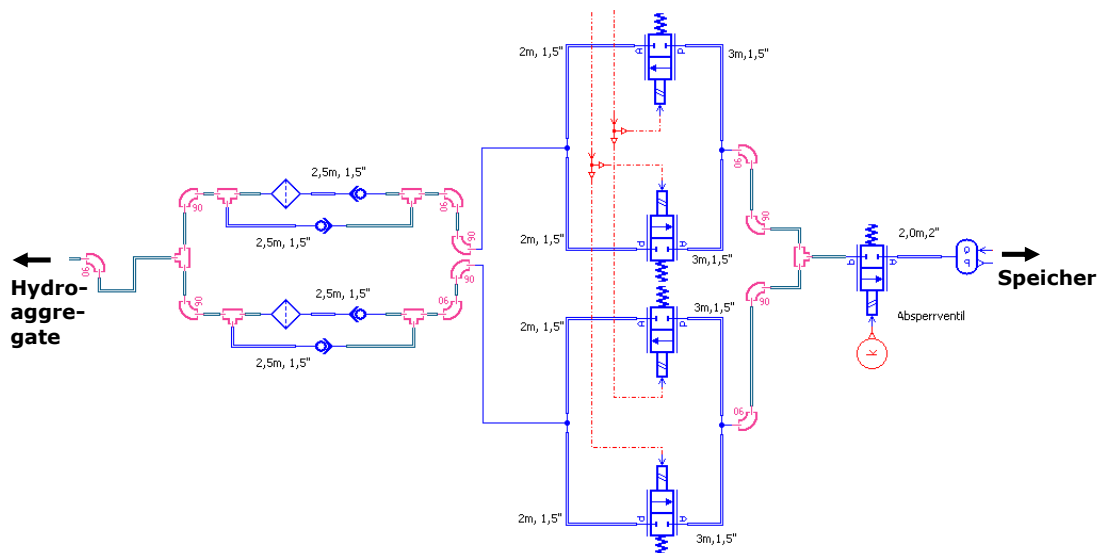 2m, 1,5"
A
P
3m,1,5"
2,5m, 1,5"
90
90
90
2m, 1,5"
P
A
3m,1,5"
90
2,5m, 1,5"
90
90
2,0m,2"
P
A
Q
P
Speicher
Hydro-
aggre-
gate
90
90
2,5m, 1,5"
90
90
2m, 1,5"
A
P
3m, 1,5"
90
Absperrventil
k
2,5m, 1,5"
90
2m, 1,5"
P
A
3m,1,5"